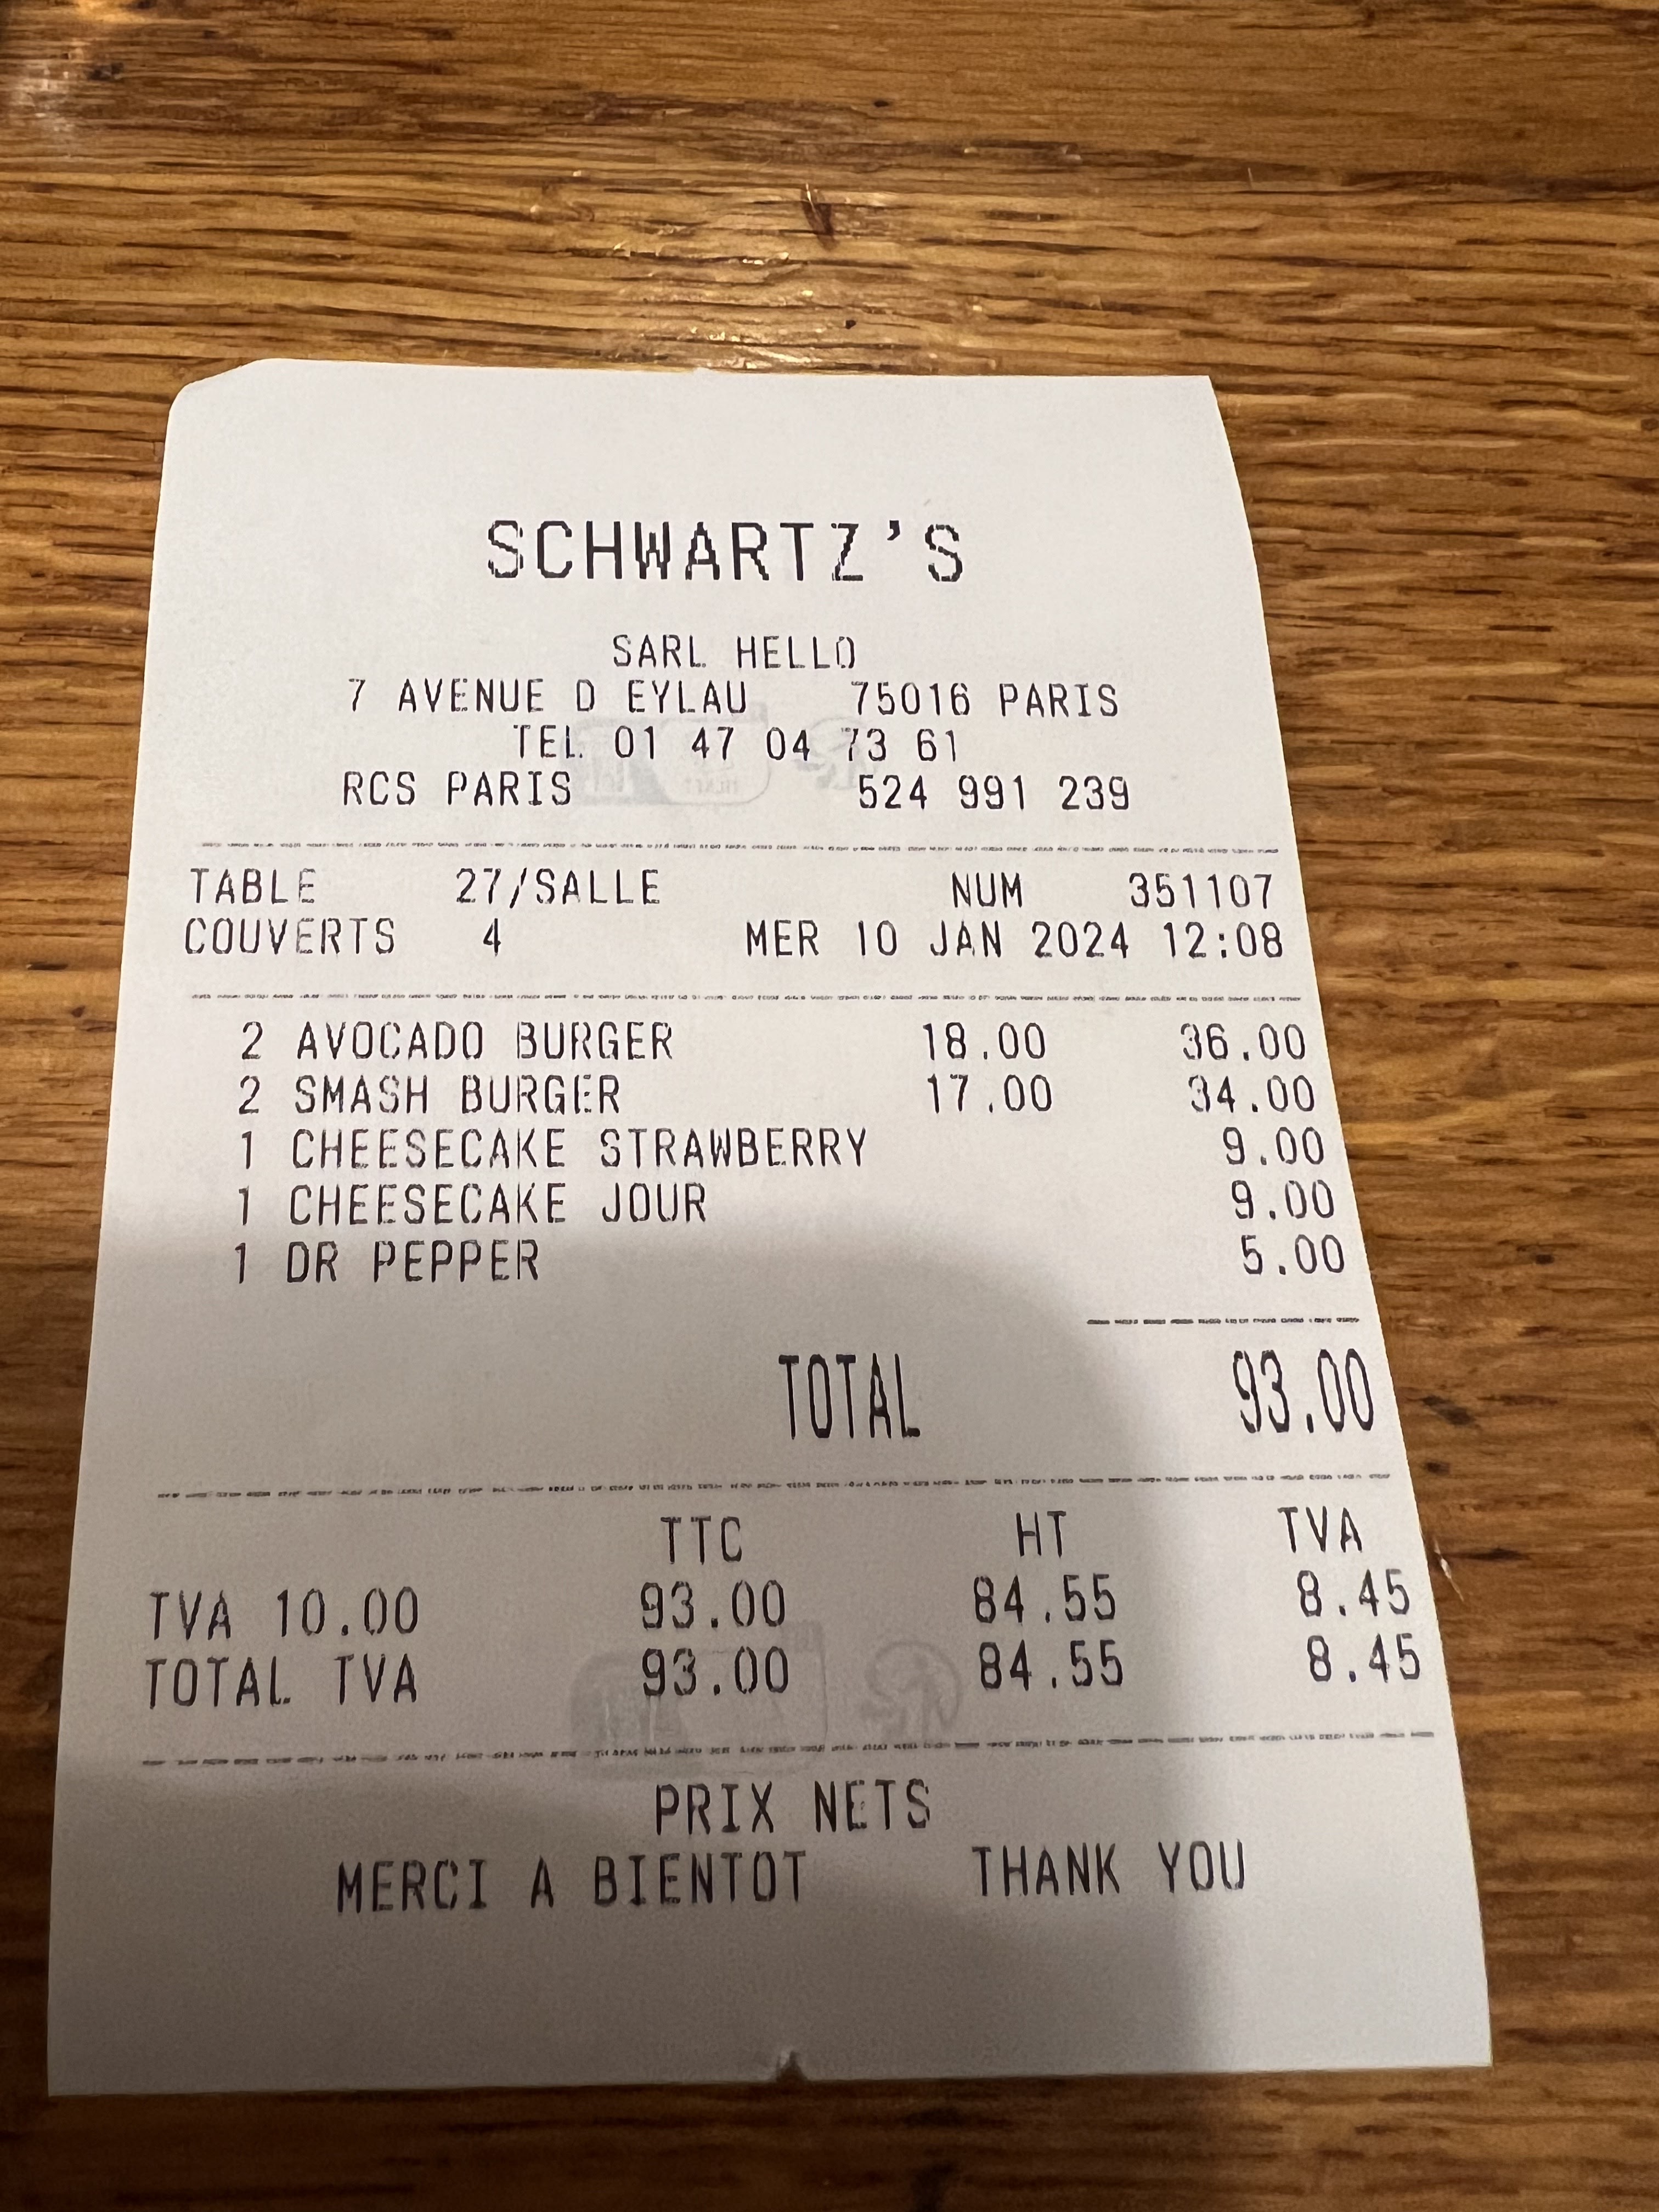 SCHWARTZ'S
SARL HELLO
7 AVENUE D EYLAU 75016 PARIS
TEL 01 47 04 73 61
RCS PARIS 524 991 239
TABLE 27/SALLE NUM 351107
COUVERTS 4 MER 10 JAN 2024 12:08
2 AVOCADO BURGER 18.00 36.00
2 SMASH BURGER 17.00 34.00
1 CHEESECAKE STRAWBERRY 9.00
1 CHEESECAKE JOUR 9.00
1 DR PEPPER 5.00
TOTAL 93.00
TTC HT TVA
TVA 10.00 93.00 84.55 8.45
TOTAL TVA 93.00 84.55 8.45
PRIX NETS
MERCI A BIENTOT THANK YOU